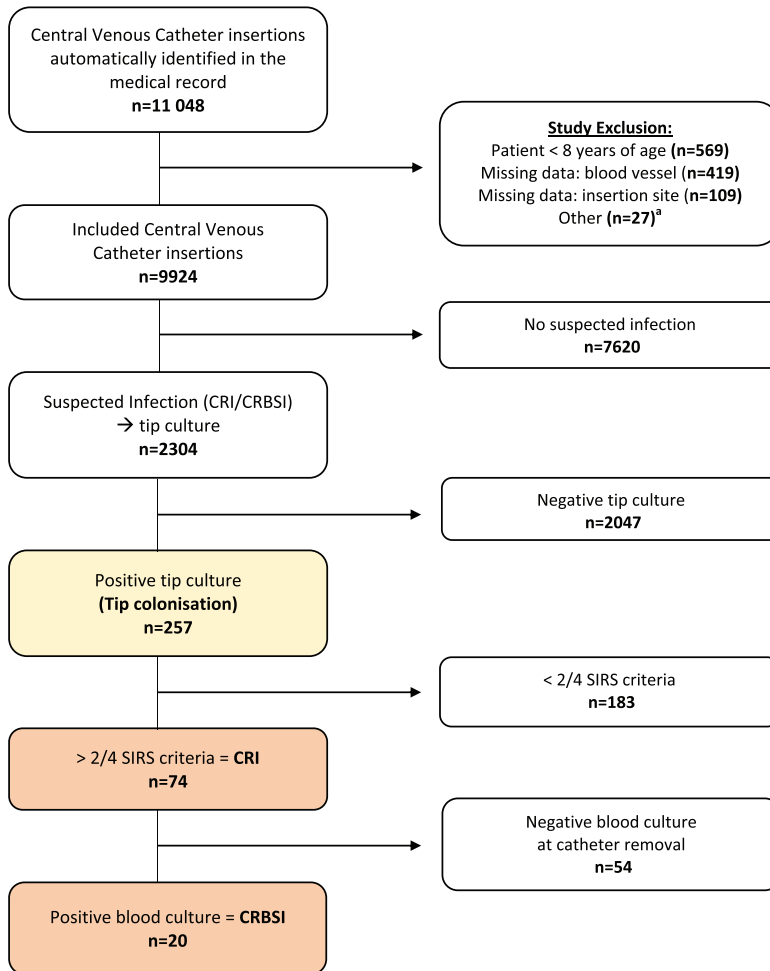 Central Venous Catheter insertions
automatically identified in the
medical record
n=11 048
Study Exclusion:
Patient < 8 years of age (n=569)
Missing data: blood vessel (n=419)
Missing data: insertion site (n=109)
Other (n=27)a
Included Central Venous
Catheter insertions
n=9924
No suspected infection
n=7620
Suspected Infection (CRI/CRBSI)
→ tip culture
n=2304
Negative tip culture
n=2047
Positive tip culture
(Tip colonisation)
n=257
< 2/4 SIRS criteria
n=183
> 2/4 SIRS criteria = CRI
n=74
Negative blood culture
at catheter removal
n=54
Positive blood culture = CRBSI
n=20